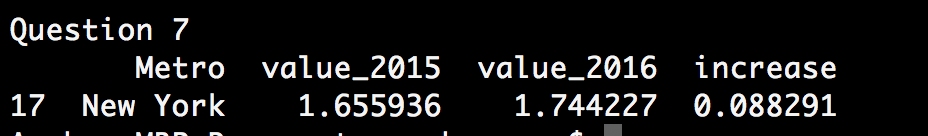 Question 7
Metro value_2015 value_2016 increase
17 New York 1.655936 1.744227 0.088291